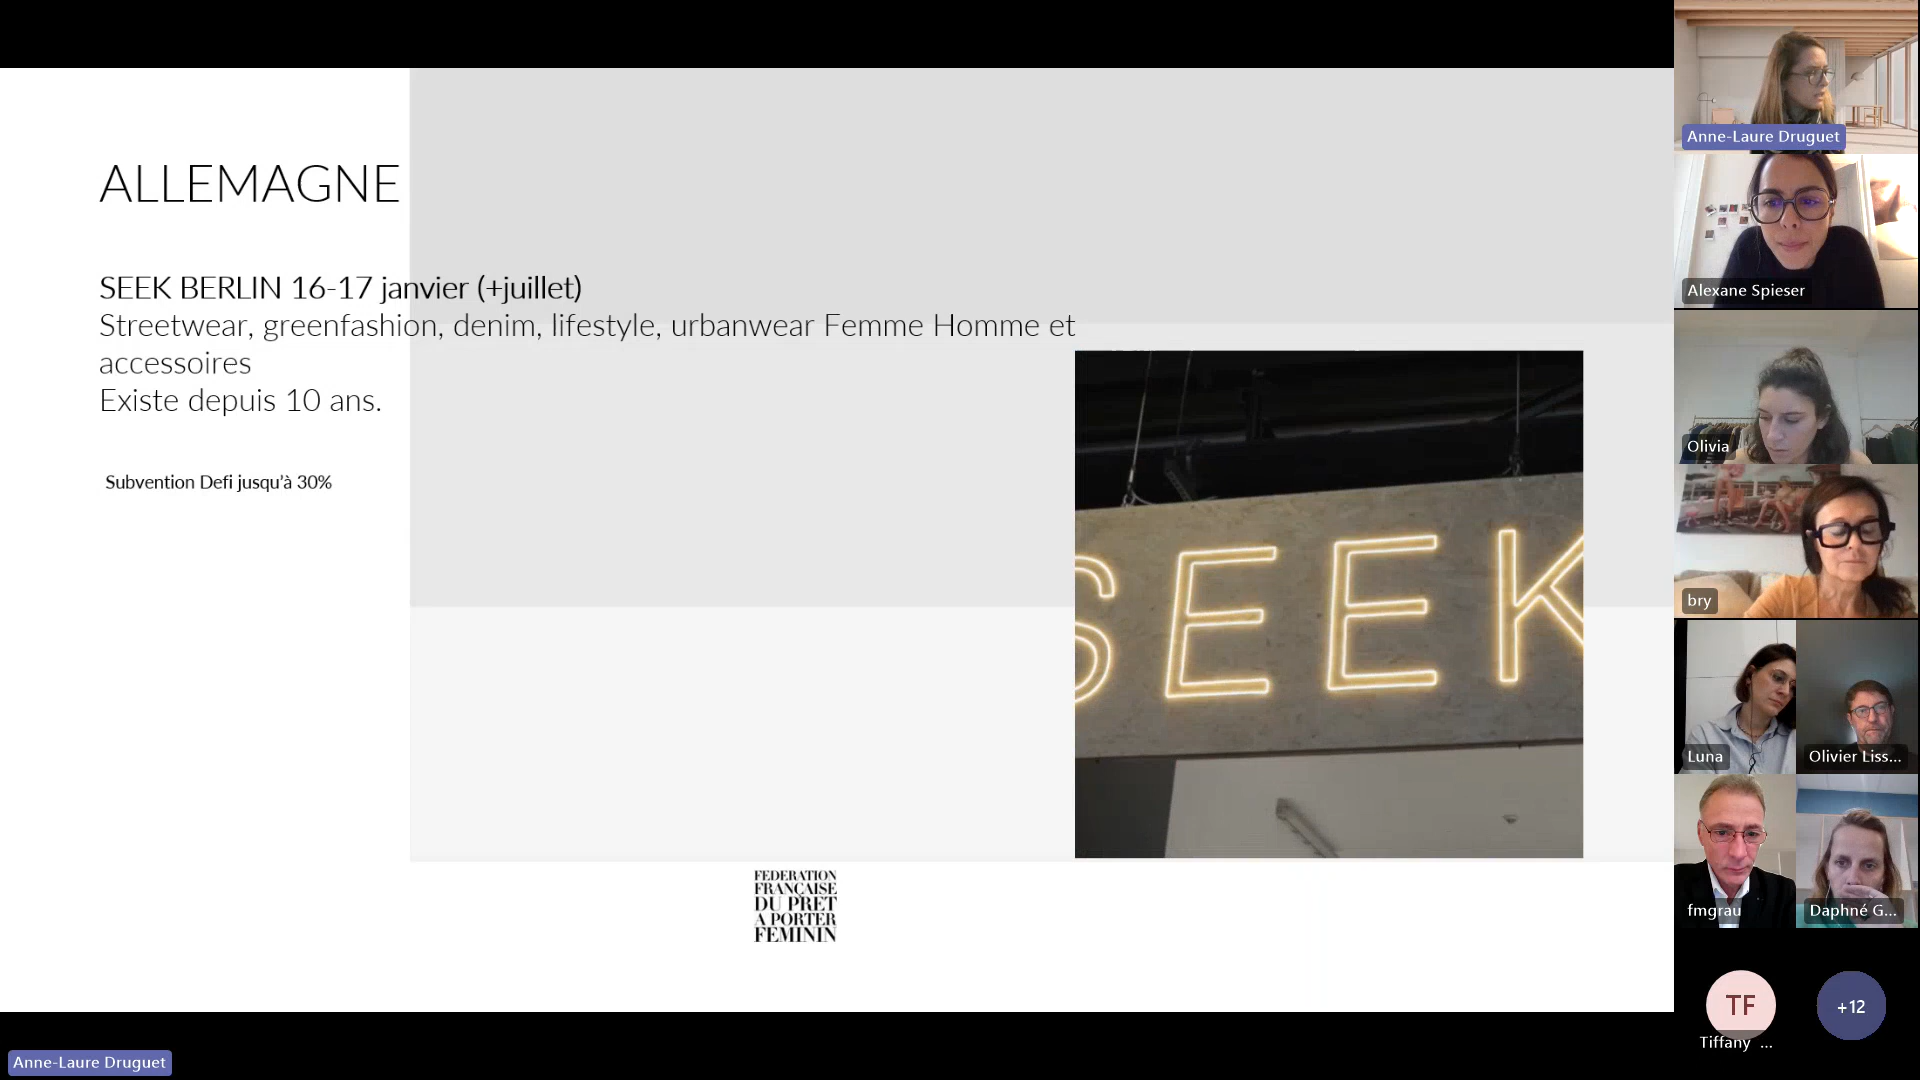 ALLEMAGNE
SEEK BERLIN 16-17 janvier (+juillet)
Streetwear, greenfashion, denim, lifestyle, urbanwear Femme Homme et
accessoires
Existe depuis 10 ans.
Subvention Defi jusqu'à 30%
SEEK
FEDERATION
FRANÇAISE
DU PRET
A PORTER
FEMININ
Anne-Laure Druguet
Alexane Spieser
Olivia
bry
Luna
Olivier Liss...
fmgrau
Daphné G...
TF
+12
Tiffany ...
Anne-Laure Druguet